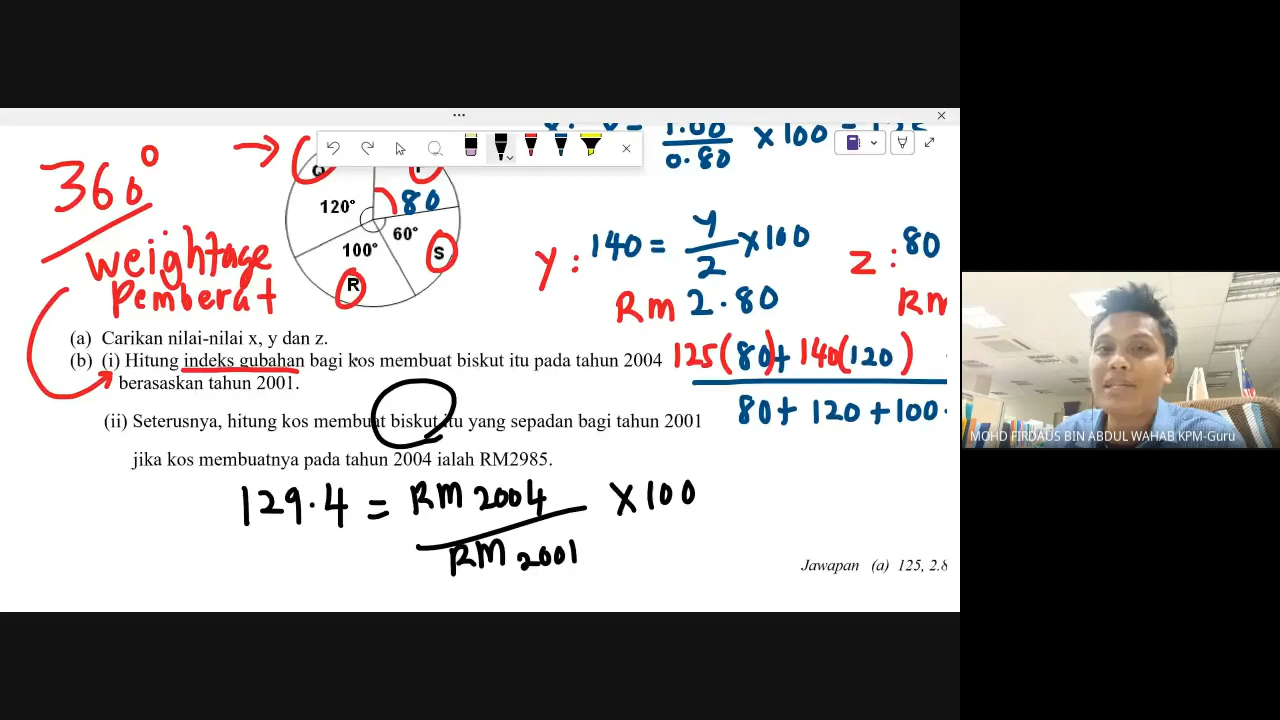 360°
Q
120°
80
60°
100°
S
R
weightage
Pemberat
1.00
0.80
x100
y: 140 = y/2 x100
RM 2.80
z: 80
RM
(a) Carikan nilai-nilai x, y dan z.
(b) (i) Hitung indeks gubahan bagi kos membuat biskut itu pada tahun 2004
berasaskan tahun 2001.
125(80)+ 140(120)
80+ 120 +100
(ii) Seterusnya, hitung kos membuat biskut itu yang sepadan bagi tahun 2001
jika kos membuatnya pada tahun 2004 ialah RM2985.
129.4 = RM 2004 x100
RM 2001
Jawapan (a) 125, 2.8
MOHD FIRDAUS BIN ABDUL WAHAB KPM-Guru